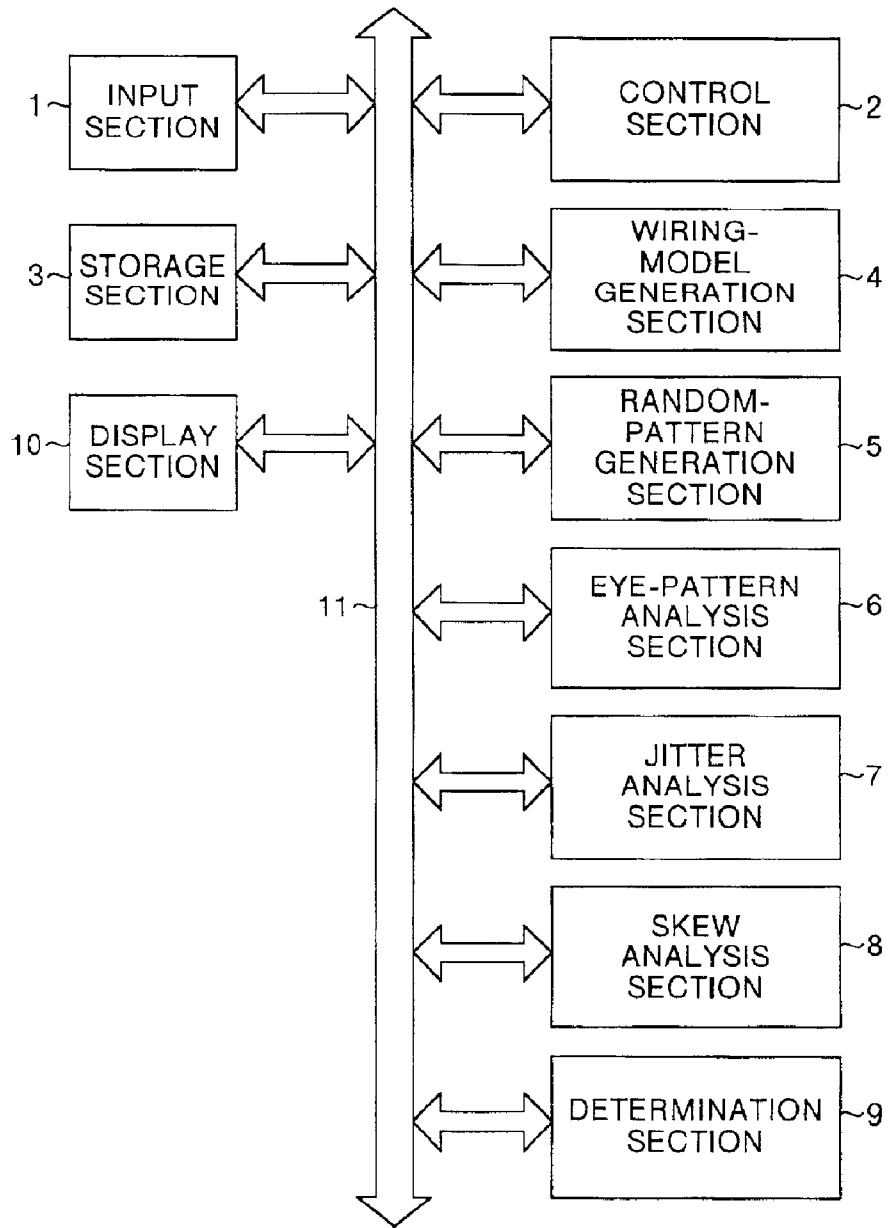 1
INPUT
SECTION
CONTROL
SECTION
2
3
STORAGE
SECTION
WIRING-
MODEL
GENERATION
SECTION
4
10
DISPLAY
SECTION
RANDOM-
PATTERN
GENERATION
SECTION
5
11
EYE-PATTERN
ANALYSIS
SECTION
6
JITTER
ANALYSIS
SECTION
7
SKEW
ANALYSIS
SECTION
8
DETERMINATION
SECTION
9